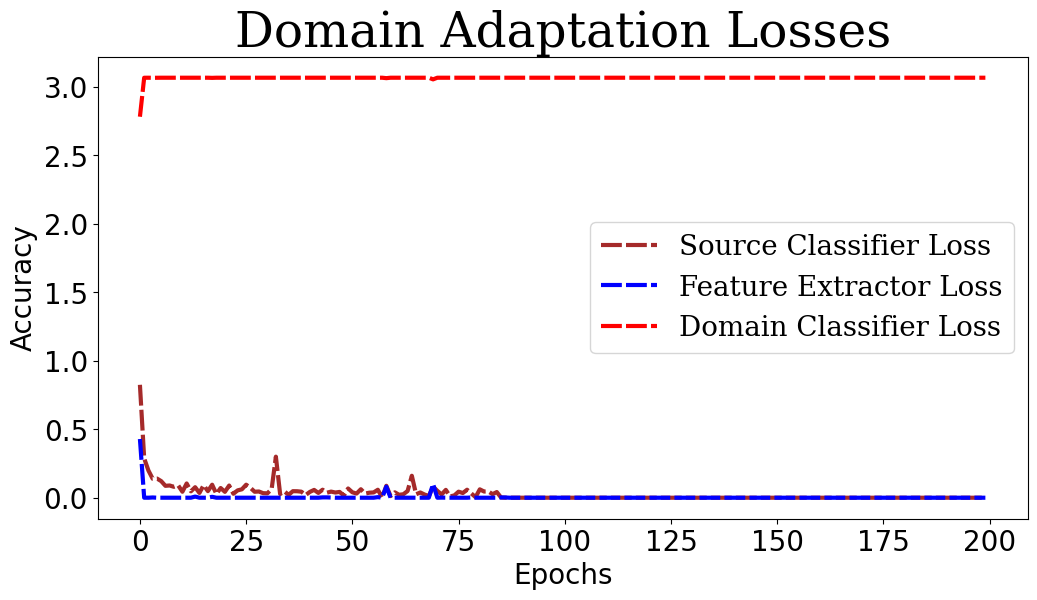 Domain Adaptation Losses
Accuracy
3.0
2.5
2.0
1.5
1.0
0.5
0.0
Source Classifier Loss
Feature Extractor Loss
Domain Classifier Loss
0 25 50 75 100 125 150 175 200
Epochs